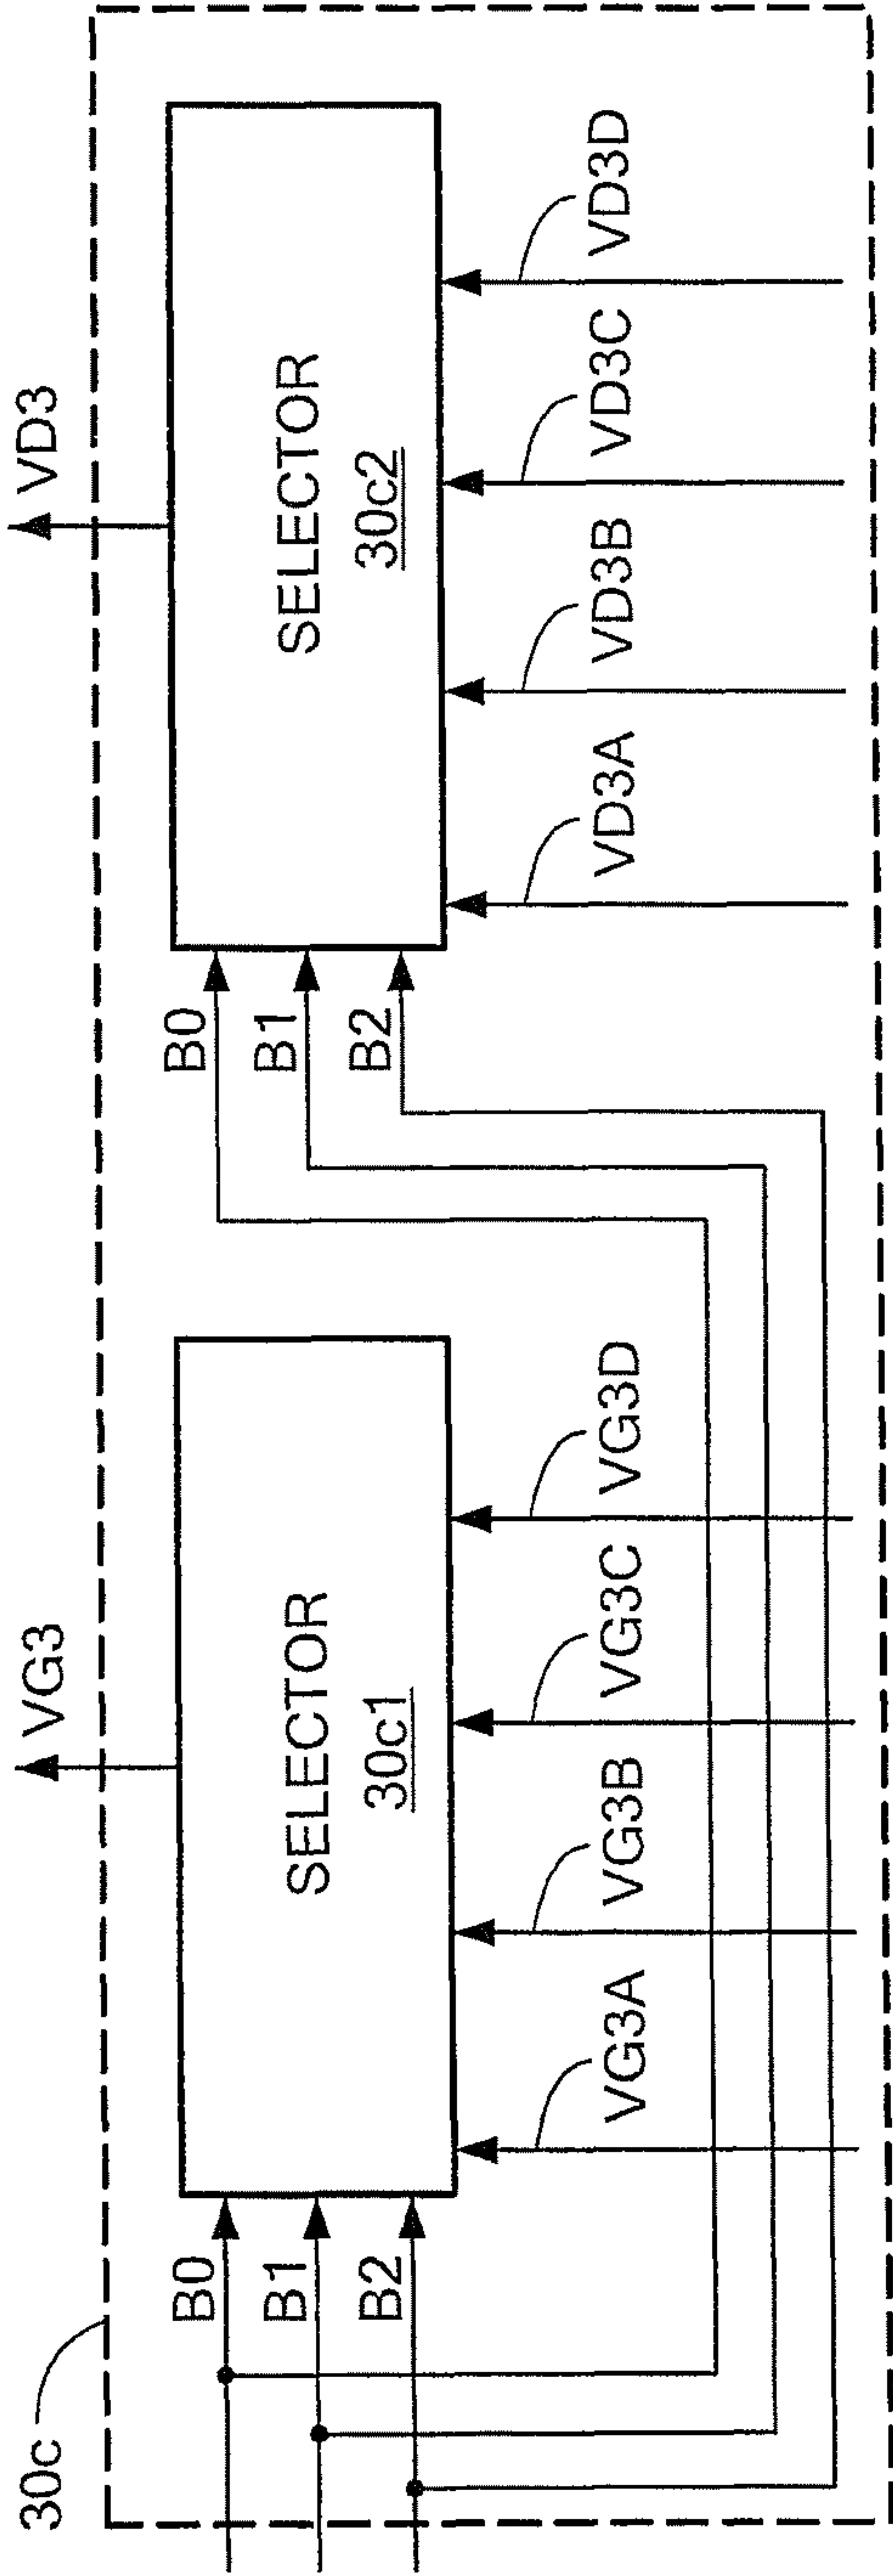 30c
VG3
VD3
B0
B1
B2
SELECTOR
30c1
VG3A
VG3B
VG3C
VG3D
B0
B1
B2
SELECTOR
30c2
VD3A
VD3B
VD3C
VD3D